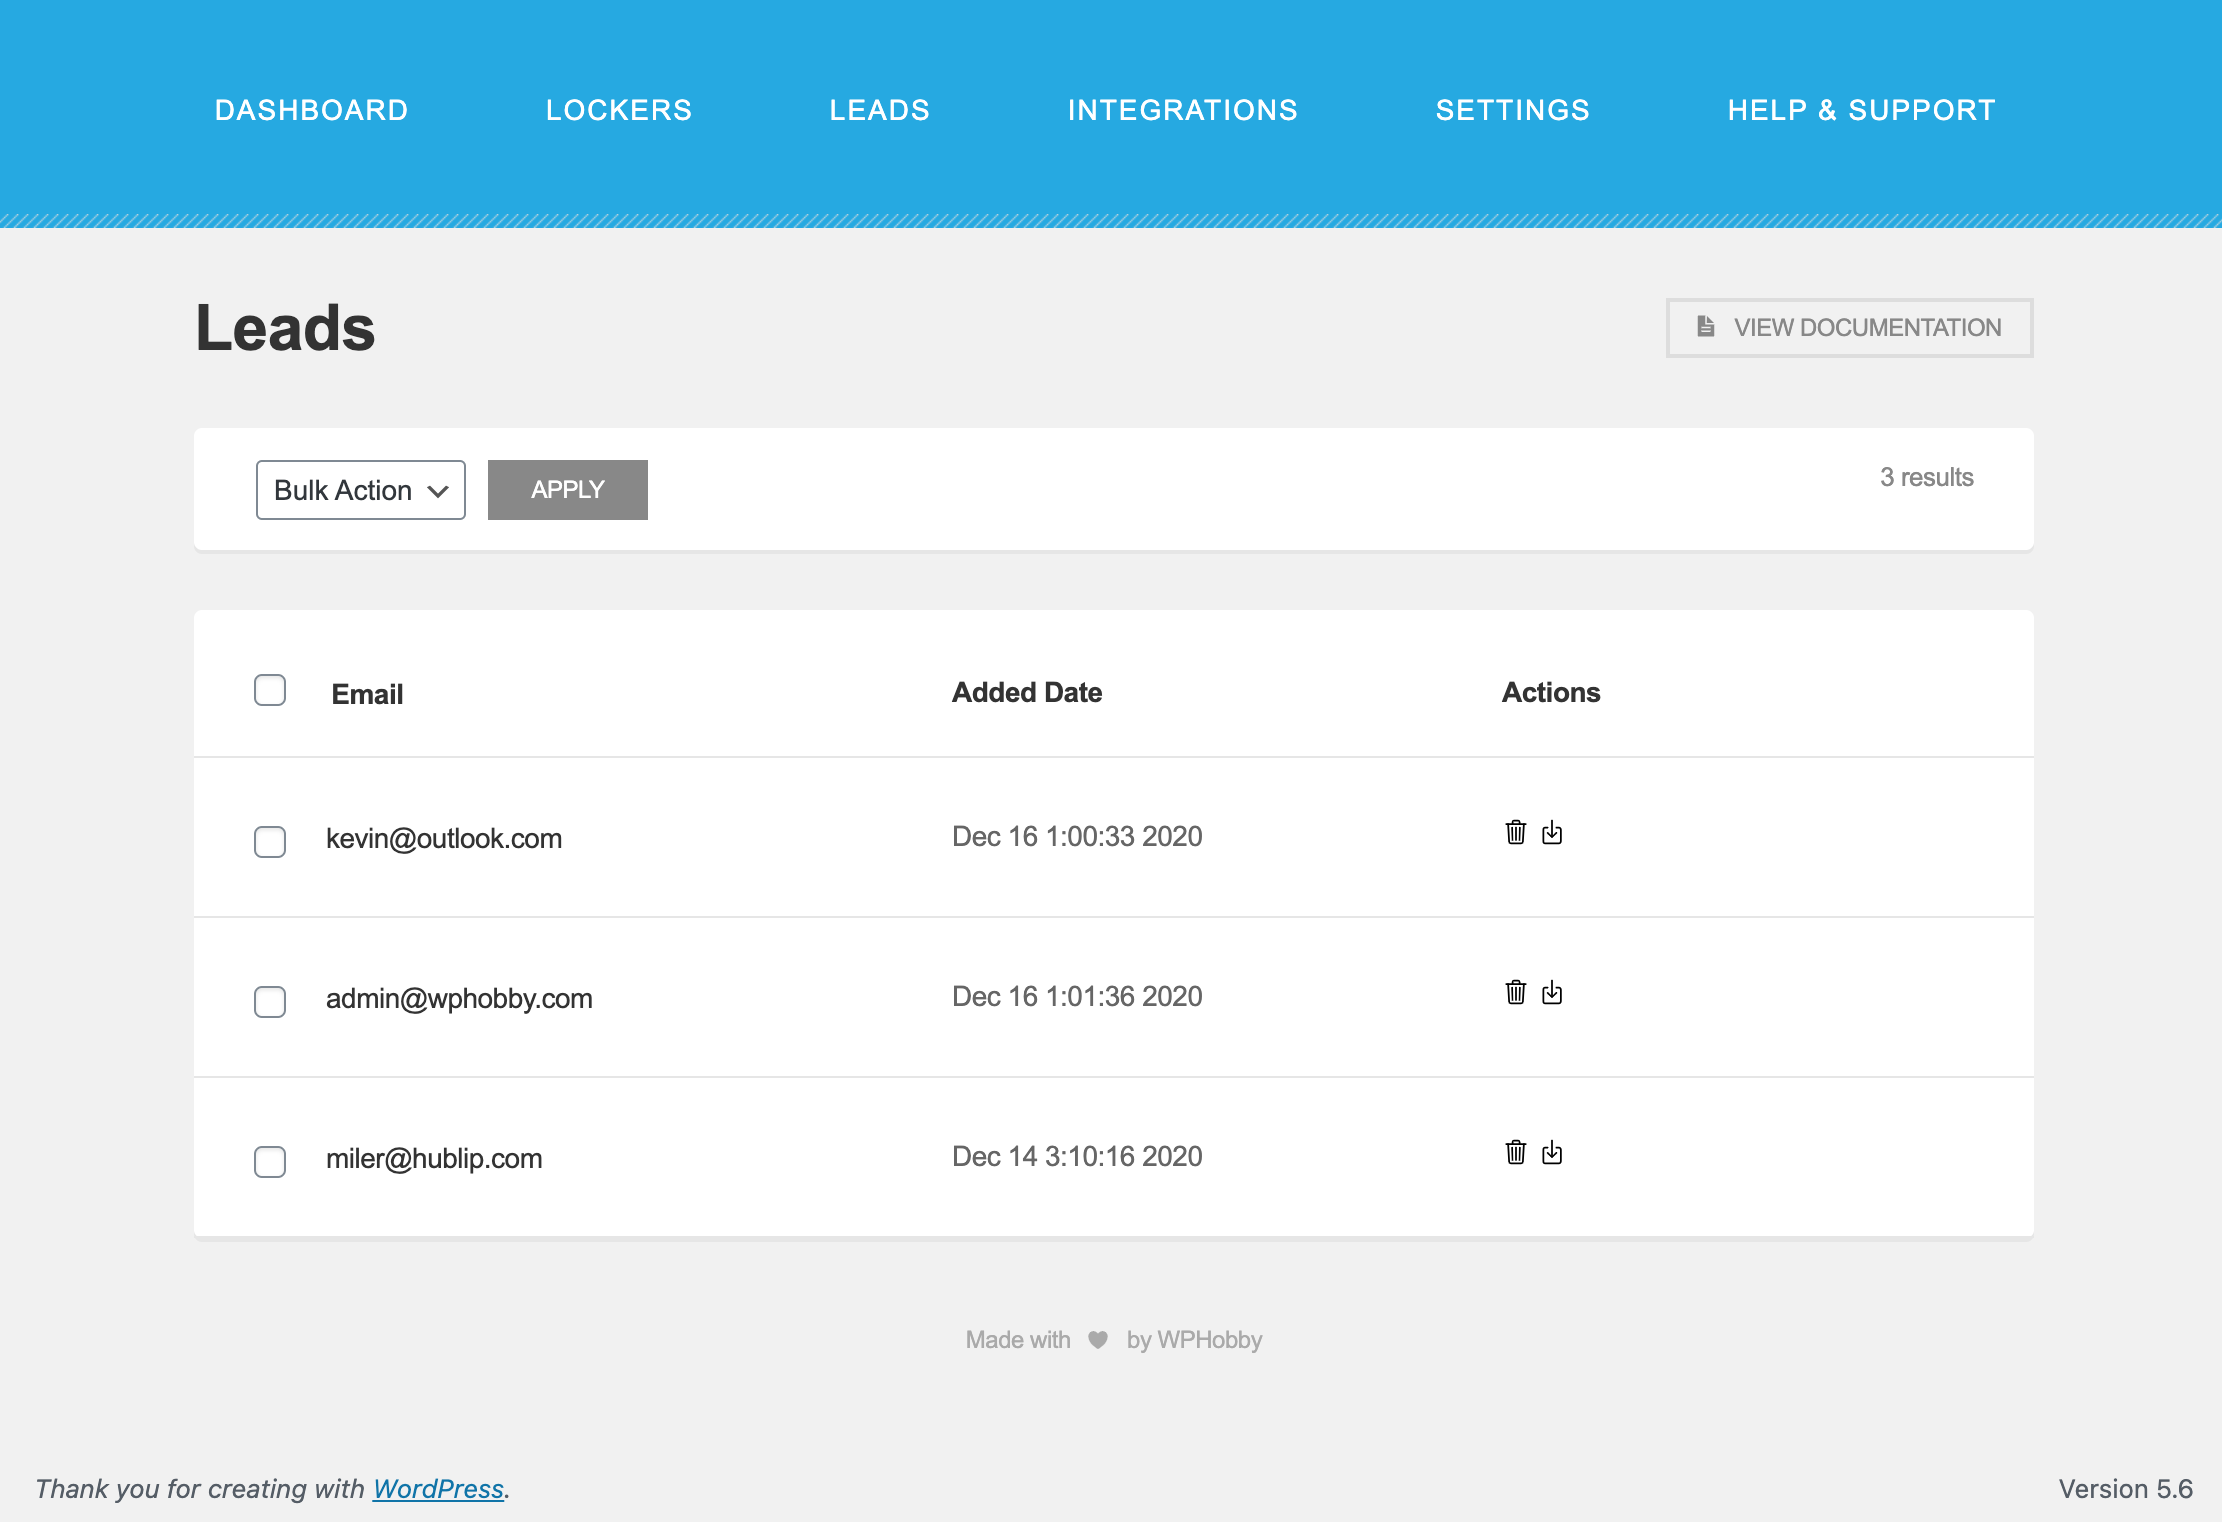 DASHBOARD LOCKERS LEADS INTEGRATIONS SETTINGS HELP & SUPPORT
Leads
VIEW DOCUMENTATION
Bulk Action APPLY 3 results
Email Added Date Actions
kevin@outlook.com Dec 16 1:00:33 2020
admin@wphobby.com Dec 16 1:01:36 2020
miler@hublip.com Dec 14 3:10:16 2020
Made with by WPHobby
Thank you for creating with WordPress. Version 5.6